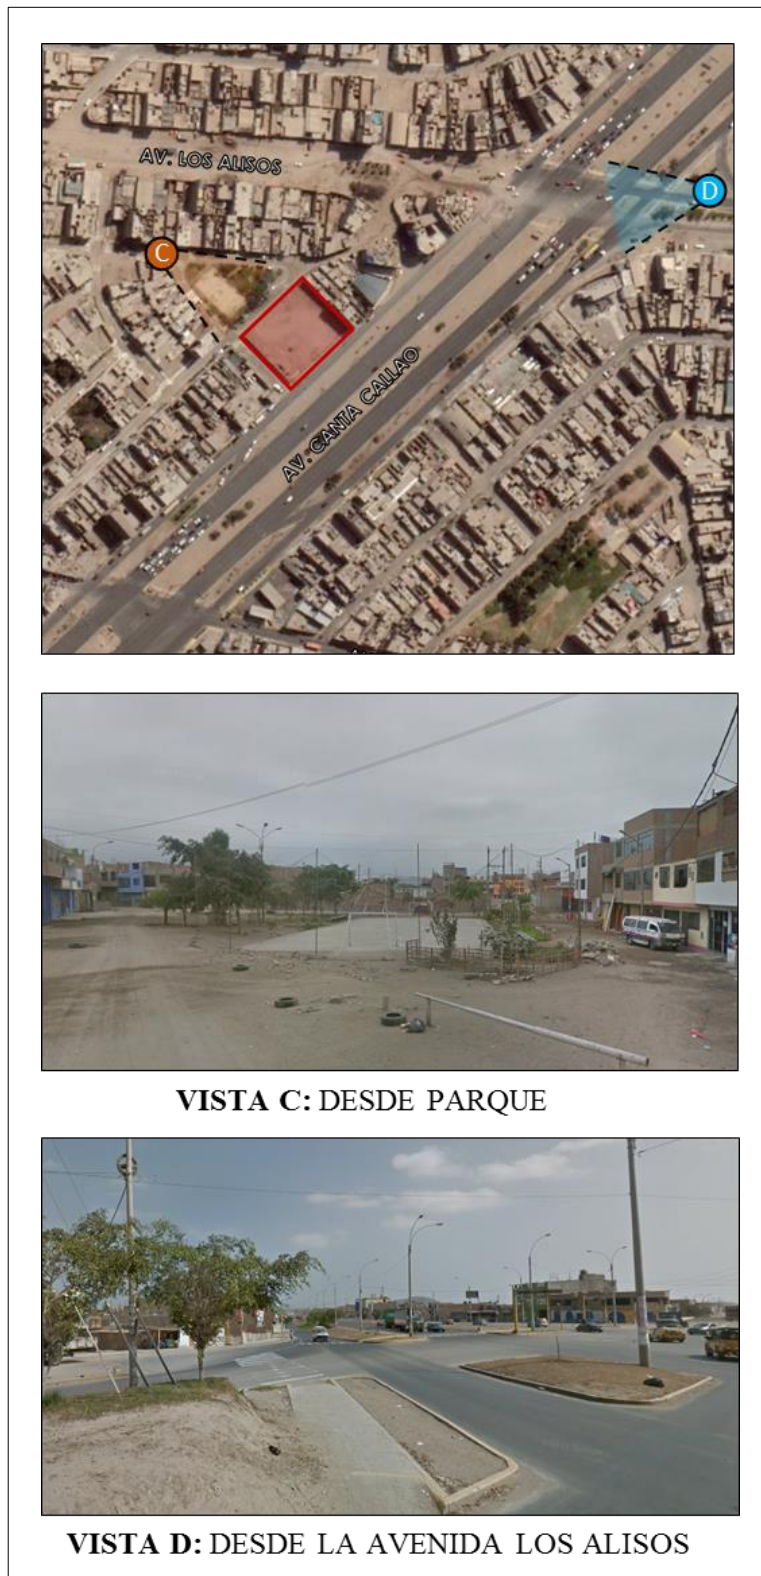 AV. LOS ALISOS
D
C
AV. CANTA CALLAO
VISTA C: DESDE PARQUE
VISTA D: DESDE LA AVENIDA LOS ALISOS